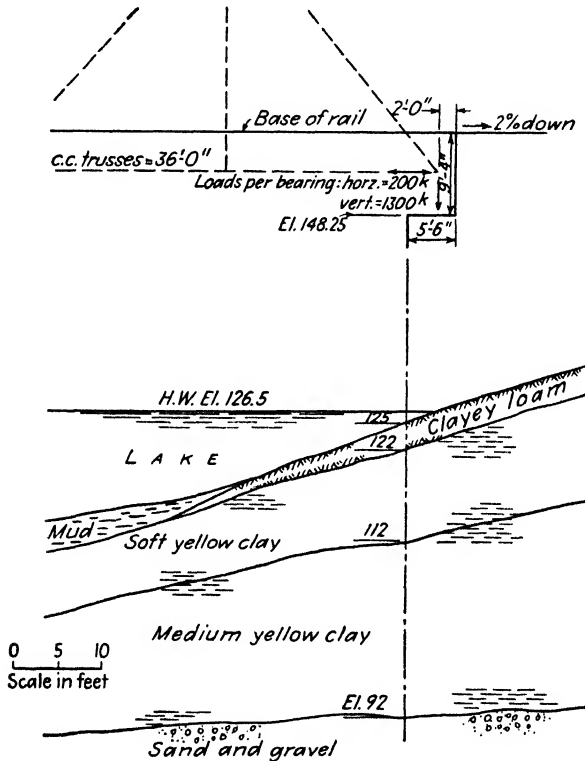 2'-0"
2% down
Base of rail
c.c. trusses = 36'-0"
9'-4"
Loads per bearing: horz. = 200k
vert. = 1300k
El. 148.25
5'-6"
H.W. El. 126.5
125
Clayey loam
122
LAKE
Mud
Soft yellow clay
112
Medium yellow clay
0 5 10
Scale in feet
El. 92
Sand and gravel